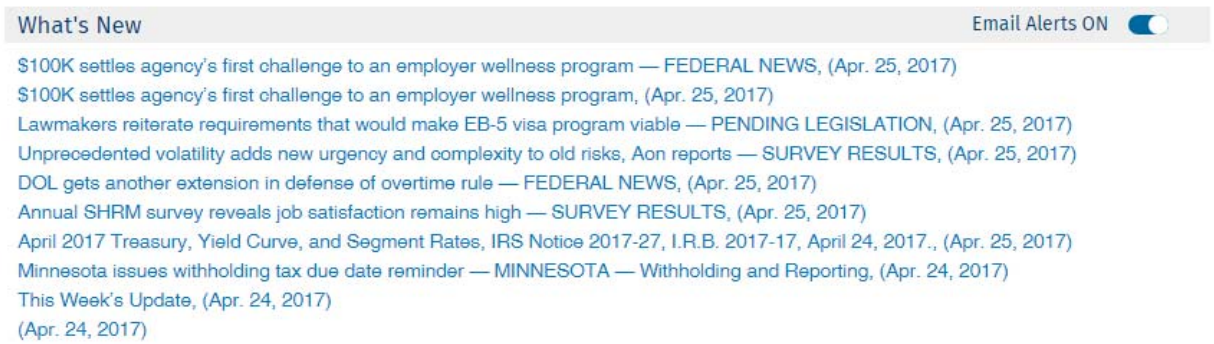 What's New
Email Alerts ON
$100K settles agency's first challenge to an employer wellness program — FEDERAL NEWS, (Apr. 25, 2017)
$100K settles agency's first challenge to an employer wellness program, (Apr. 25, 2017)
Lawmakers reiterate requirements that would make EB-5 visa program viable — PENDING LEGISLATION, (Apr. 25, 2017)
Unprecedented volatility adds new urgency and complexity to old risks, Aon reports — SURVEY RESULTS, (Apr. 25, 2017)
DOL gets another extension in defense of overtime rule — FEDERAL NEWS, (Apr. 25, 2017)
Annual SHRM survey reveals job satisfaction remains high — SURVEY RESULTS, (Apr. 25, 2017)
April 2017 Treasury, Yield Curve, and Segment Rates, IRS Notice 2017-27, I.R.B. 2017-17, April 24, 2017., (Apr. 25, 2017)
Minnesota issues withholding tax due date reminder — MINNESOTA — Withholding and Reporting, (Apr. 24, 2017)
This Week's Update, (Apr. 24, 2017)
(Apr. 24, 2017)